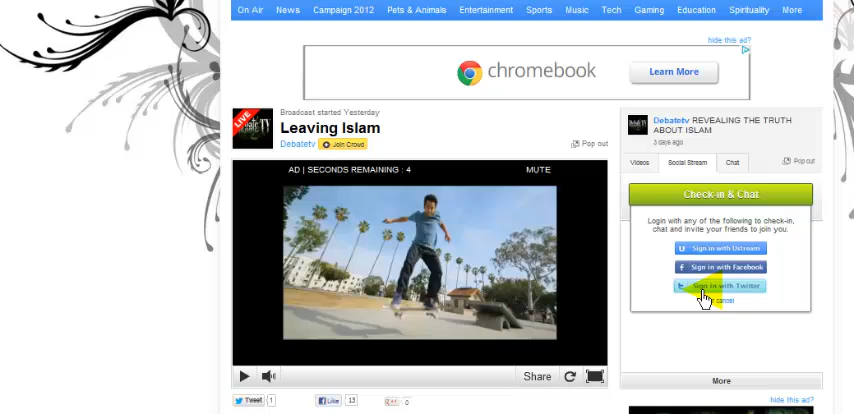 On Air News Campaign 2012 Pets & Animals Entertainment Sports Music Tech Gaming Education Spirituality More
hide this ad?
chromebook
Learn More
LIVE
Broadcast started Yesterday
Leaving Islam
Debatetv Join Crowd
Pop out
AD | SECONDS REMAINING : 4 MUTE
Share
Tweet 1
Like 13
+1 0
Debatetv REVEALING THE TRUTH
ABOUT ISLAM
3 days ago
Videos Social Stream Chat Pop out
Check-in & Chat
Login with any of the following to check-in,
chat and invite your friends to join you.
Sign in with Ustream
Sign in with Facebook
Sign in with Twitter
cancel
More
hide this ad?